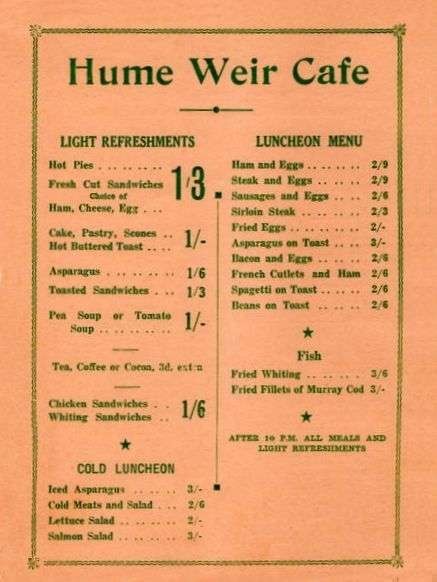 Hume Weir Cafe
LIGHT REFRESHMENTS
Hot Pies . . . . . . . .
Fresh Cut Sandwiches
Choice of
Ham, Cheese, Egg . . .
1/3
Cake, Pastry, Scones . .
Hot Buttered Toast . . . .
1/-
Asparagus . . . . . . . . 1/6
Toasted Sandwiches . . . 1/3
Pea Soup or Tomato
Soup . . . . . . . . .
1/-
Tea, Coffee or Cocoa, 3d. extra
Chicken Sandwiches . .
Whiting Sandwiches . .
1/6
★
COLD LUNCHEON
Iced Asparagus . . . . . . 3/-
Cold Meats and Salad . . . 2/6
Lettuce Salad . . . . . . . 2/-
Salmon Salad . . . . . . . 3/-
LUNCHEON MENU
Ham and Eggs . . . . . . . 2/9
Steak and Eggs . . . . . . 2/9
Sausages and Eggs . . . . 2/6
Sirloin Steak . . . . . . . 2/3
Fried Eggs . . . . . . . . 2/-
Asparagus on Toast . . . . 3/-
Bacon and Eggs . . . . . . 2/6
French Cutlets and Ham 2/6
Spagetti on Toast . . . . . 2/6
Beans on Toast . . . . . . 2/6
★
Fish
Fried Whiting . . . . . . . 3/6
Fried Fillets of Murray Cod 3/-
★
AFTER 10 P.M. ALL MEALS AND
LIGHT REFRESHMENTS